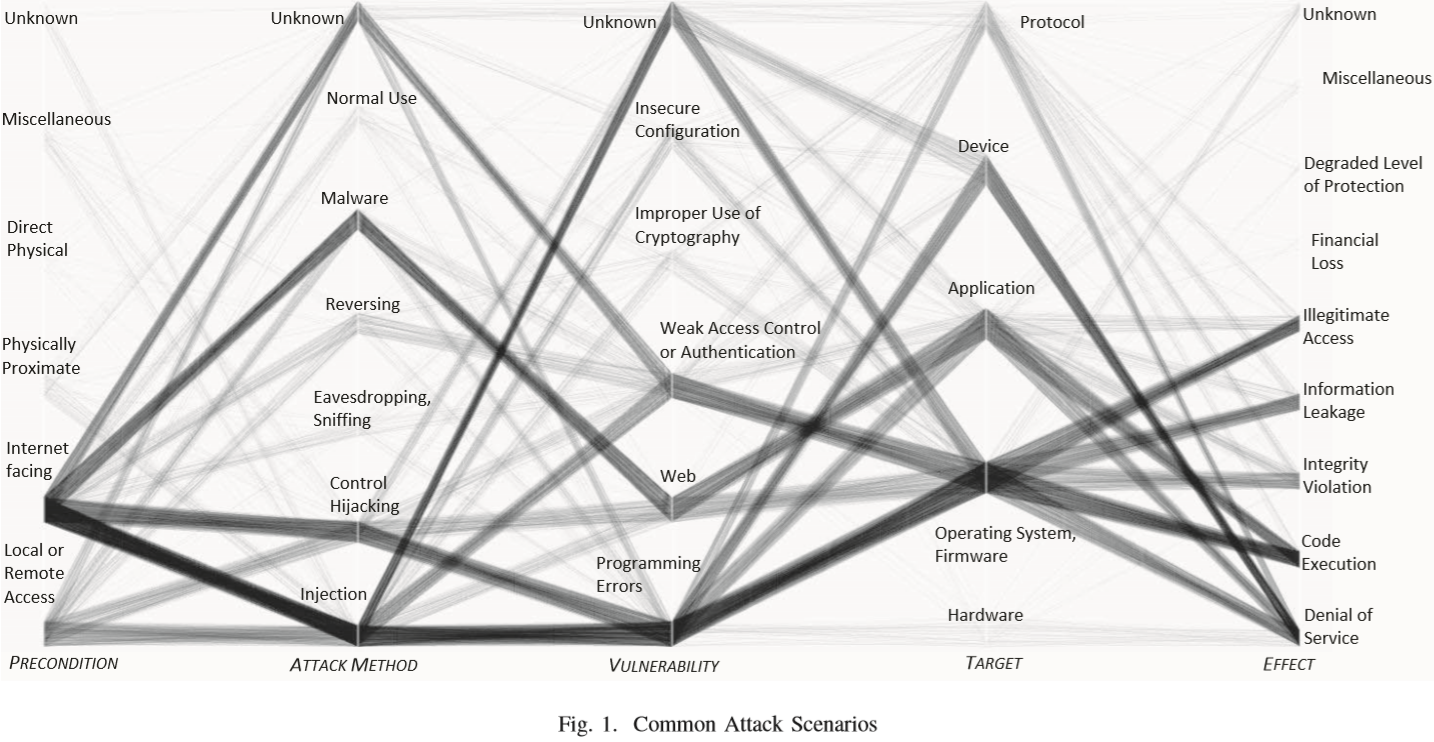 Unknown
Miscellaneous
Direct
Physical
Physically
Proximate
Internet
facing
Local or
Remote
Access
PRECONDITION
Unknown
Normal Use
Malware
Reversing
Eavesdropping,
Sniffing
Control
Hijacking
Injection
ATTACK METHOD
Unknown
Insecure
Configuration
Improper Use of
Cryptography
Weak Access Control
or Authentication
Web
Programming
Errors
VULNERABILITY
Protocol
Device
Application
Operating System,
Firmware
Hardware
TARGET
Unknown
Miscellaneous
Degraded Level
of Protection
Financial
Loss
Illegitimate
Access
Information
Leakage
Integrity
Violation
Code
Execution
Denial of
Service
EFFECT
Fig. 1. Common Attack Scenarios